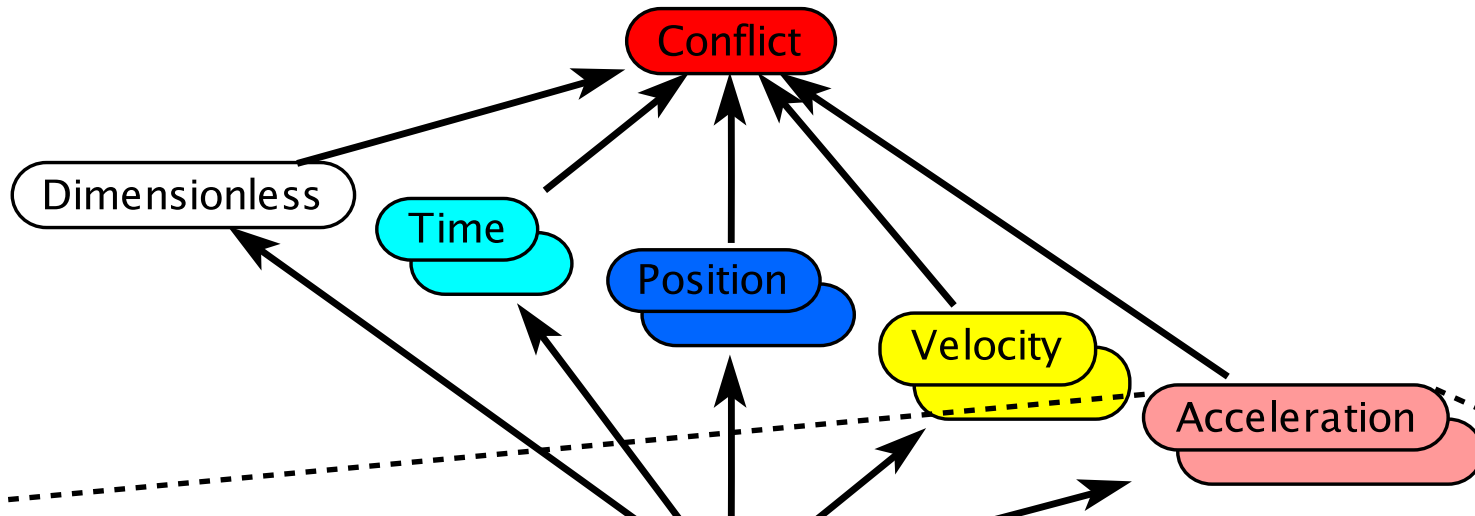 Conflict
Dimensionless
Time
Position
Velocity
Acceleration